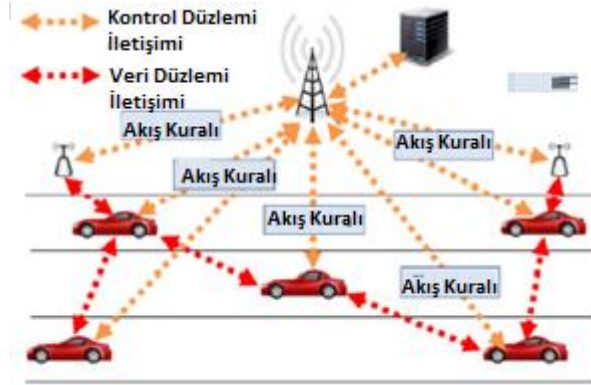 Kontrol Düzlemi
İletişimi
Veri Düzlemi
İletişimi
Akış Kuralı
Akış Kuralı
Akış Kuralı
Akış Kuralı
Akış Kuralı